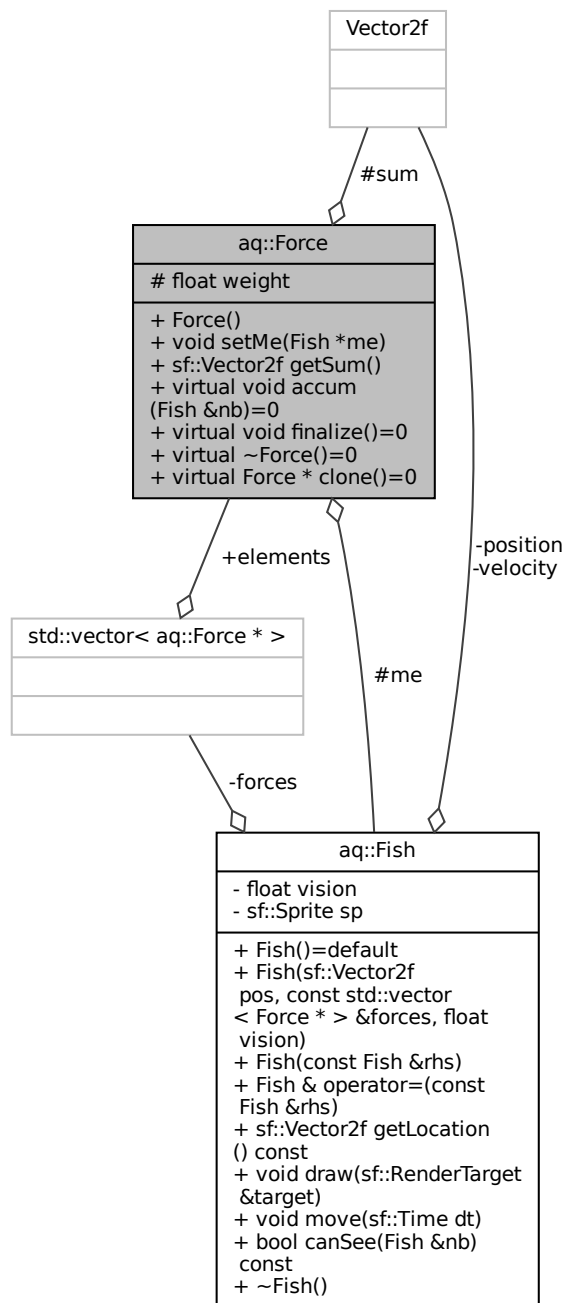 Vector2f
#sum
aq::Force
# float weight
+ Force()
+ void setMe(Fish *me)
+ sf::Vector2f getSum()
+ virtual void accum
(Fish &nb)=0
+ virtual void finalize()=0
+ virtual ~Force()=0
+ virtual Force * clone()=0
-position
-velocity
+elements
std::vector< aq::Force * >
#me
-forces
aq::Fish
- float vision
- sf::Sprite sp
+ Fish()=default
+ Fish(sf::Vector2f
pos, const std::vector
< Force * > &forces, float
vision)
+ Fish(const Fish &rhs)
+ Fish & operator=(const
Fish &rhs)
+ sf::Vector2f getLocation
() const
+ void draw(sf::RenderTarget
&target)
+ void move(sf::Time dt)
+ bool canSee(Fish &nb)
const
+ ~Fish()